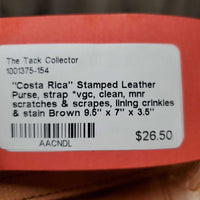 The Tack Collector
1001375-154
"Costa Rica" Stamped Leather
Purse, strap *vgc, clean, mnr
scratches & scrapes, lining crinkles
& stain Brown 9.5" x 7" x 3.5"
$26.50
AACNDL